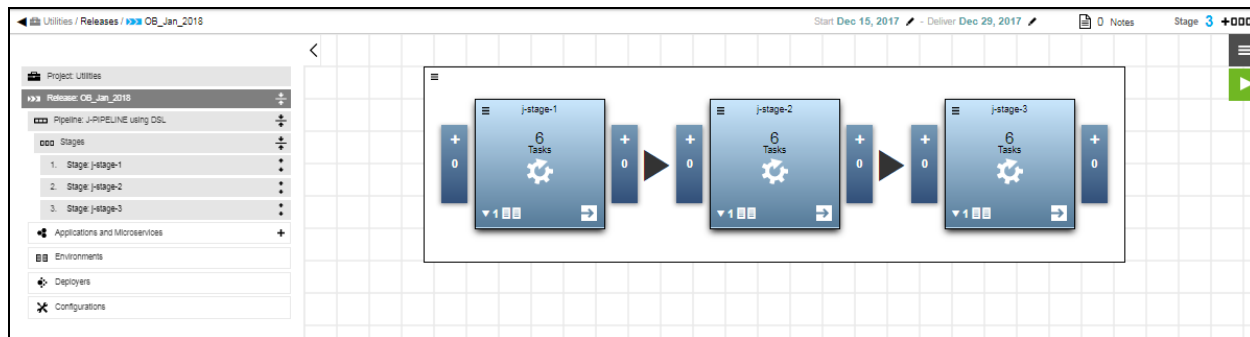 Utilities / Releases / OB_Jan_2018
Start Dec 15, 2017 - Deliver Dec 29, 2017
0 Notes
Stage 3
Project: Utilities
Release: OB_Jan_2018
Pipeline: J-PIPELINE using DSL
Stages
1. Stage: j-stage-1
2. Stage: j-stage-2
3. Stage: j-stage-3
Applications and Microservices
Environments
Deployers
Configurations
j-stage-1
6
Tasks
+
0
+
0
1
j-stage-2
6
Tasks
+
0
+
0
1
j-stage-3
6
Tasks
+
0
+
0
1